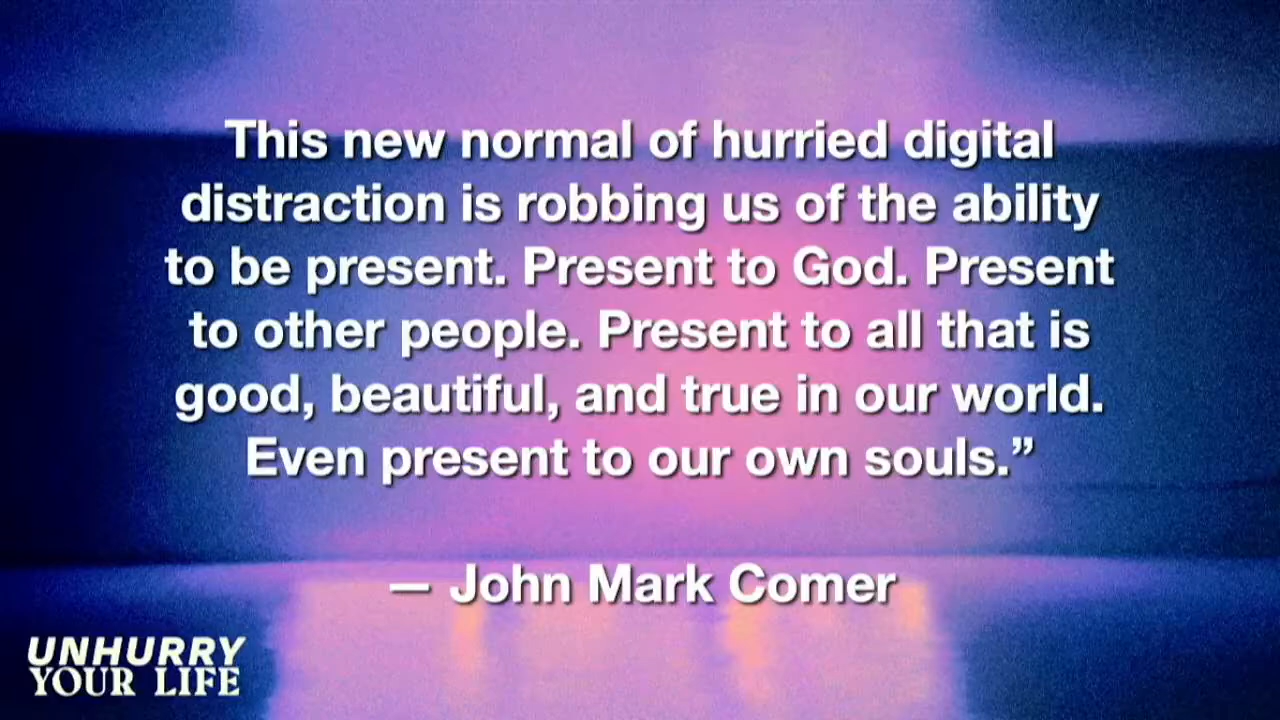 This new normal of hurried digital
distraction is robbing us of the ability
to be present. Present to God. Present
to other people. Present to all that is
good, beautiful, and true in our world.
Even present to our own souls.”
— John Mark Comer
UNHURRY
YOUR LIFE